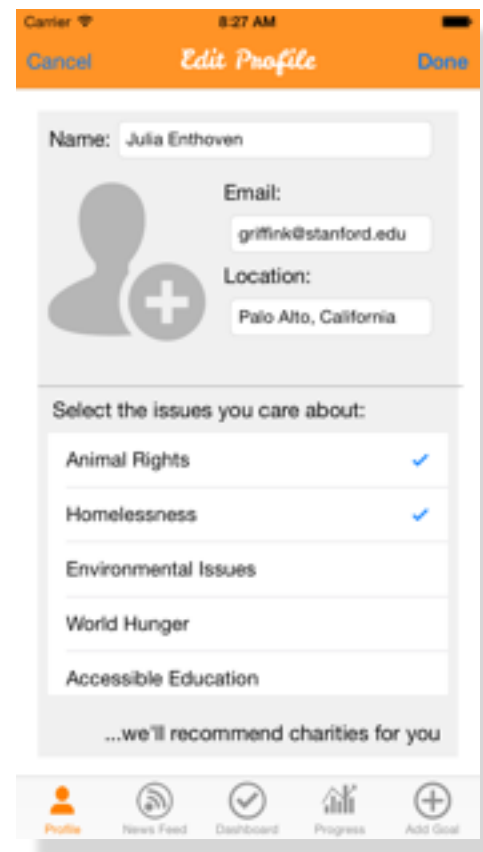 Carrier 8:27 AM
Cancel Edit Profile Done
Name: Julia Enthoven
Email:
griffink@stanford.edu
Location:
Palo Alto, California
Select the issues you care about:
Animal Rights
Homelessness
Environmental Issues
World Hunger
Accessible Education
...we'll recommend charities for you
Profile News Feed Dashboard Progress Add Goal